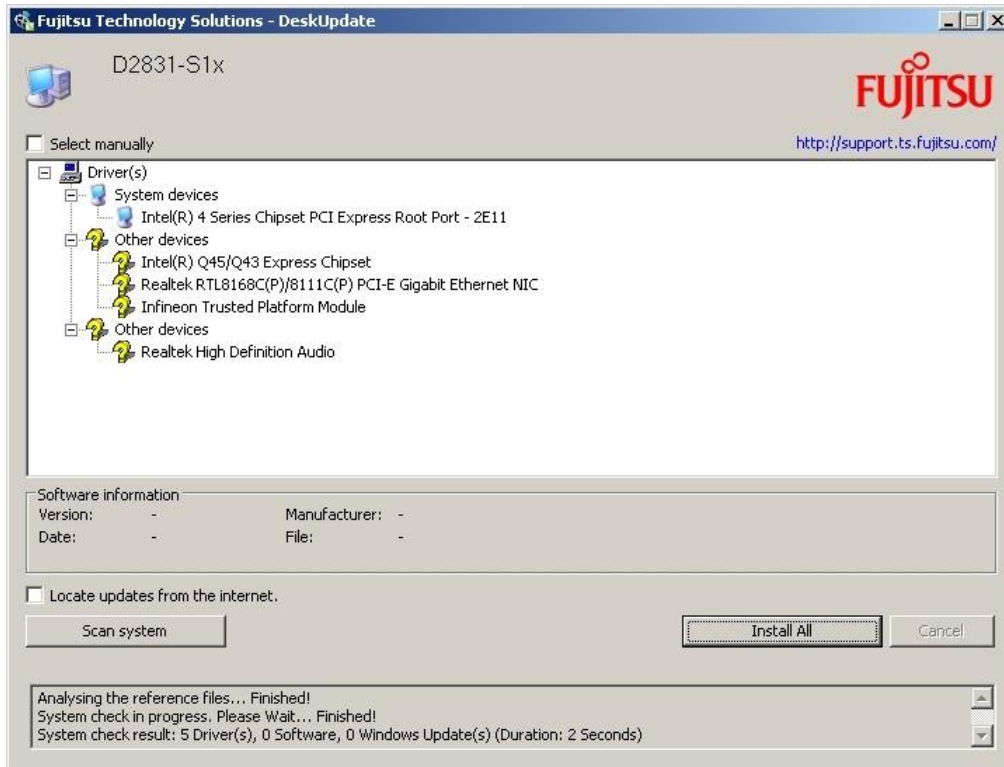 Fujitsu Technology Solutions - DeskUpdate
D2831-S1x
FUJITSU
Select manually
http://support.ts.fujitsu.com/
Driver(s)
System devices
Intel(R) 4 Series Chipset PCI Express Root Port - 2E11
Other devices
Intel(R) Q45/Q43 Express Chipset
Realtek RTL8168C(P)/8111C(P) PCI-E Gigabit Ethernet NIC
Infineon Trusted Platform Module
Other devices
Realtek High Definition Audio
Software information
Version: - Manufacturer: -
Date: - File: -
Locate updates from the internet.
Scan system Install All Cancel
Analysing the reference files... Finished!
System check in progress. Please Wait... Finished!
System check result: 5 Driver(s), 0 Software, 0 Windows Update(s) (Duration: 2 Seconds)